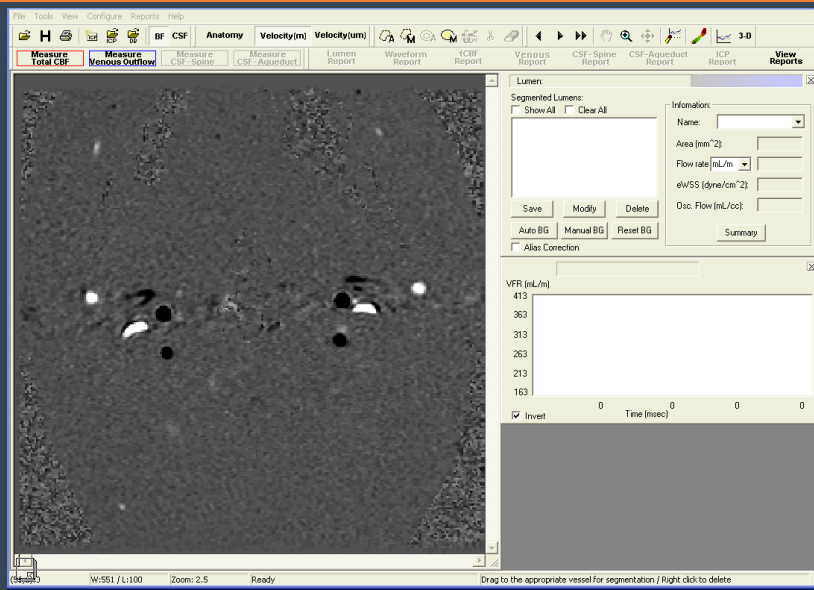 File Tools View Configure Reports Help
BF CSF Anatomy Velocity(m) Velocity(um) 3-D
Measure Total CBF
Measure Venous Outflow
Measure CSF-Spine
Measure CSF-Aqueduct
Lumen Report
Waveform Report
tCBF Report
Venous Report
CSF-Spine Report
CSF-Aqueduct Report
ICP Report
View Reports
Lumen:
Segmented Lumens:
Show All Clear All
Save Modify Delete
Auto BG Manual BG Reset BG
Alias Correction
Infomation:
Name:
Area (mm^2):
Flow rate mL/m
eWSS (dyne/cm^2):
Osc. Flow (mL/cc):
Summary
VFR (mL/m)
413
363
313
263
213
163
0 0 0 0
Invert Time (msec)
W:551 / L:100 Zoom: 2.5 Ready Drag to the appropriate vessel for segmentation / Right click to delete